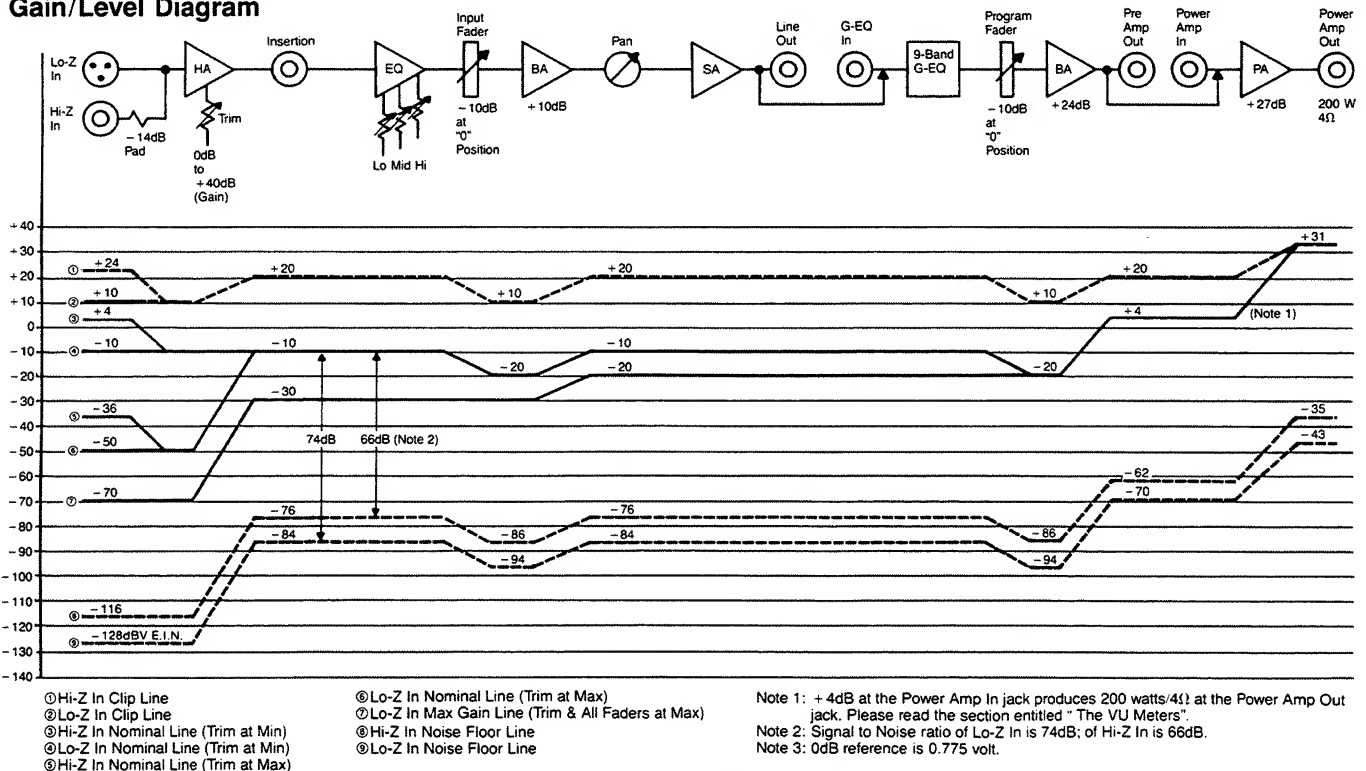 Gain/Level Diagram
Lo-Z
In
Hi-Z
In
−14dB
Pad
HA
Trim
0dB
to
+40dB
(Gain)
Insertion
EQ
Lo Mid Hi
Input
Fader
−10dB
at
"0"
Position
BA
+10dB
Pan
SA
Line
Out
G-EQ
In
9-Band
G-EQ
Program
Fader
−10dB
at
"0"
Position
BA
+24dB
Pre
Amp
Out
Power
Amp
In
PA
+27dB
Power
Amp
Out
200 W
4Ω
+40
+30
+20
+10
0
−10
−20
−30
−40
−50
−60
−70
−80
−90
−100
−110
−120
−130
−140
① +24
② +10
③ +4
④ −10
⑤ −36
⑥ −50
⑦ −70
⑧ −116
⑨ −128dBV E.I.N.
+20
+10
+20
+10
+20
+31
−10
−20
−10
−20
+4
(Note 1)
−30
−20
74dB
66dB (Note 2)
−76
−86
−76
−86
−62
−35
−84
−94
−84
−94
−70
−43
①Hi-Z In Clip Line
②Lo-Z In Clip Line
③Hi-Z In Nominal Line (Trim at Min)
④Lo-Z In Nominal Line (Trim at Min)
⑤Hi-Z In Nominal Line (Trim at Max)
⑥Lo-Z In Nominal Line (Trim at Max)
⑦Lo-Z In Max Gain Line (Trim & All Faders at Max)
⑧Hi-Z In Noise Floor Line
⑨Lo-Z In Noise Floor Line
Note 1: +4dB at the Power Amp In jack produces 200 watts/4Ω at the Power Amp Out
jack. Please read the section entitled "The VU Meters".
Note 2: Signal to Noise ratio of Lo-Z In is 74dB; of Hi-Z In is 66dB.
Note 3: 0dB reference is 0.775 volt.